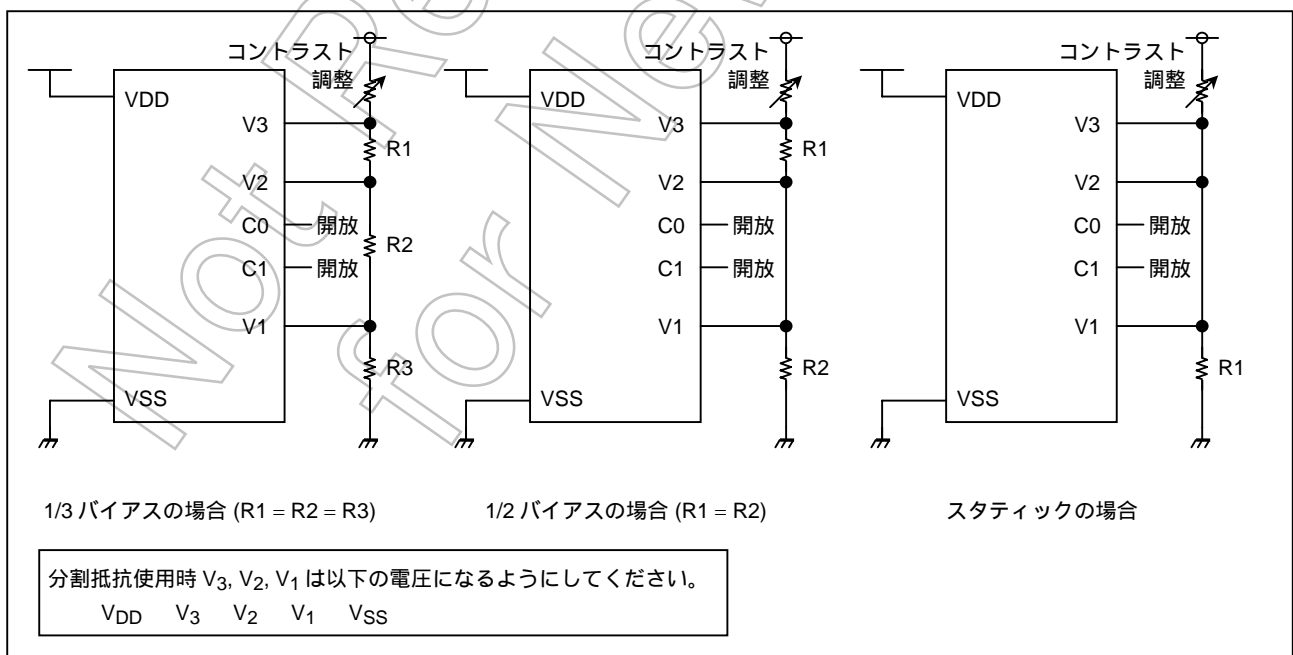 コントラスト
調整
VDD
V3
R1
V2
C0
開放
R2
C1
開放
V1
R3
VSS
1/3 バイアスの場合 (R1 = R2 = R3)
コントラスト
調整
VDD
V3
R1
V2
C0
開放
C1
開放
V1
R2
VSS
1/2 バイアスの場合 (R1 = R2)
コントラスト
調整
VDD
V3
V2
C0
開放
C1
開放
V1
R1
VSS
スタティックの場合
分割抵抗使用時 V3, V2, V1 は以下の電圧になるようにしてください。
VDD V3 V2 V1 VSS
Not Re
for Ne